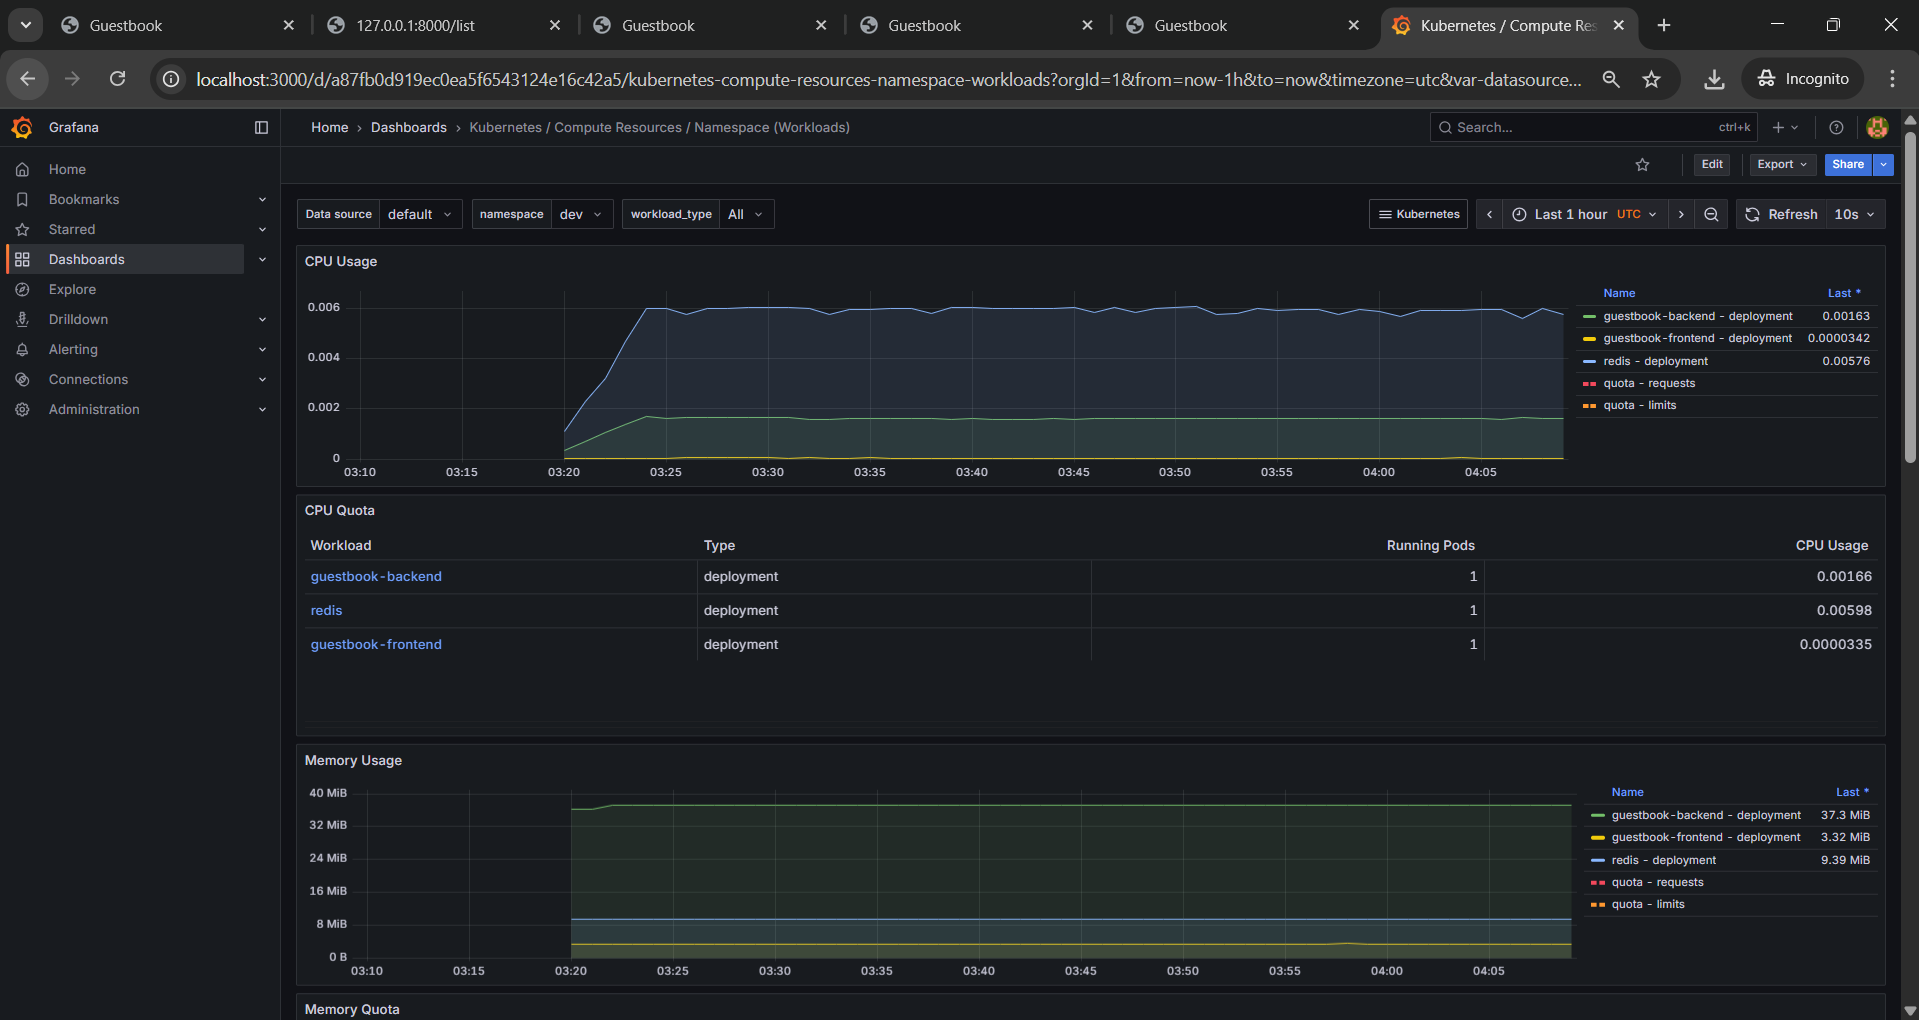 Guestbook
127.0.0.1:8000/list
Guestbook
Guestbook
Guestbook
Kubernetes / Compute Res
localhost:3000/d/a87fb0d919ec0ea5f6543124e16c42a5/kubernetes-compute-resources-namespace-workloads?orgId=1&from=now-1h&to=now&timezone=utc&var-datasource...
Incognito
Grafana
Home › Dashboards › Kubernetes / Compute Resources / Namespace (Workloads)
Search... ctrl+k
Edit
Export
Share
Home
Bookmarks
Starred
Dashboards
Explore
Drilldown
Alerting
Connections
Administration
Data source default
namespace dev
workload_type All
Kubernetes
Last 1 hour UTC
Refresh 10s
CPU Usage
0.006
0.004
0.002
0
03:10 03:15 03:20 03:25 03:30 03:35 03:40 03:45 03:50 03:55 04:00 04:05
Name Last *
guestbook-backend - deployment 0.00163
guestbook-frontend - deployment 0.0000342
redis - deployment 0.00576
quota - requests
quota - limits
CPU Quota
Workload Type Running Pods CPU Usage
guestbook-backend deployment 1 0.00166
redis deployment 1 0.00598
guestbook-frontend deployment 1 0.0000335
Memory Usage
40 MiB
32 MiB
24 MiB
16 MiB
8 MiB
0 B
03:10 03:15 03:20 03:25 03:30 03:35 03:40 03:45 03:50 03:55 04:00 04:05
Name Last *
guestbook-backend - deployment 37.3 MiB
guestbook-frontend - deployment 3.32 MiB
redis - deployment 9.39 MiB
quota - requests
quota - limits
Memory Quota